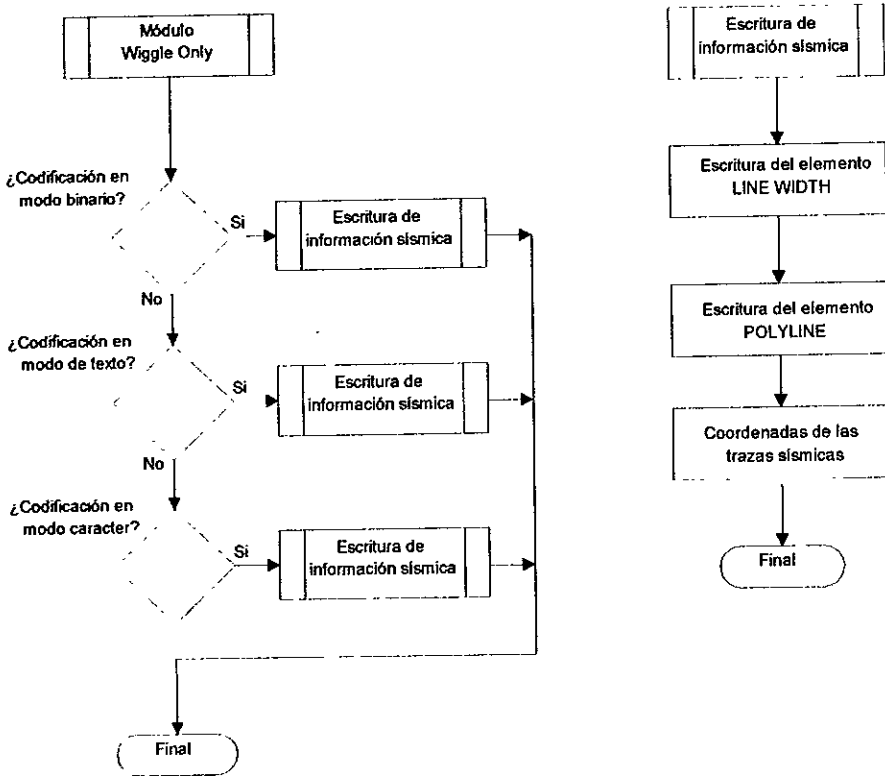 Módulo
Wiggle Only
¿Codificación en
modo binario?
Si
Escritura de
información sísmica
No
¿Codificación en
modo de texto?
Si
Escritura de
información sísmica
No
¿Codificación en
modo caracter?
Si
Escritura de
información sísmica
Final
Escritura de
información sísmica
Escritura del elemento
LINE WIDTH
Escritura del elemento
POLYLINE
Coordenadas de las
trazas sísmicas
Final